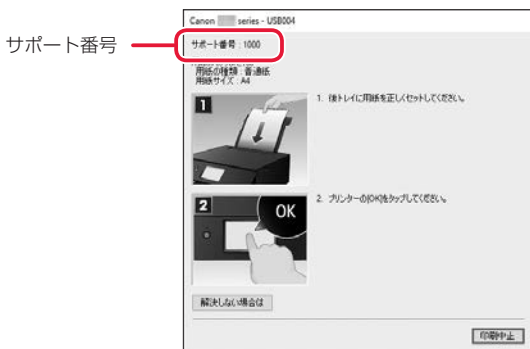 Canon series - USB004
サポート番号
サポート番号 : 1000
用紙の種類 : 普通紙
用紙サイズ : A4
1
1. 後トレイに用紙を正しくセットしてください。
2
OK
2. プリンターの[OK]をタップしてください。
解決しない場合は
印刷中止